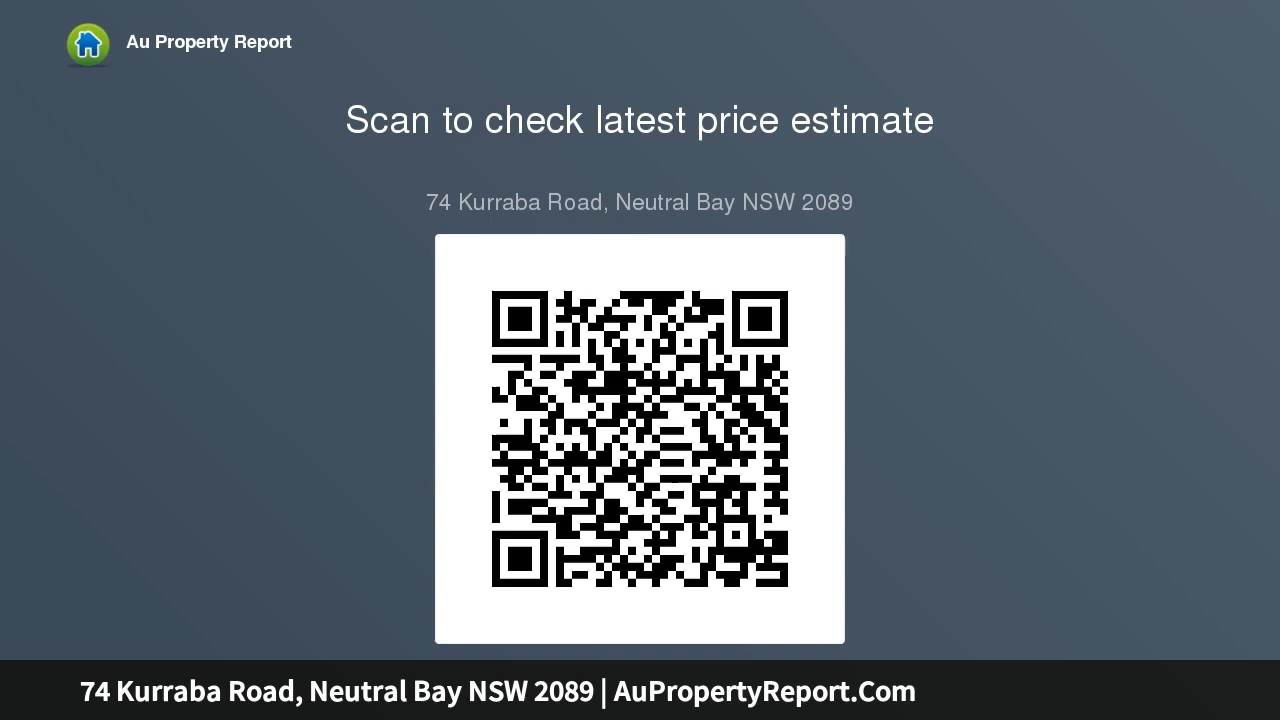 Au Property Report
Scan to check latest price estimate
74 Kurraba Road, Neutral Bay NSW 2089
74 Kurraba Road, Neutral Bay NSW 2089 | AuPropertyReport.Com